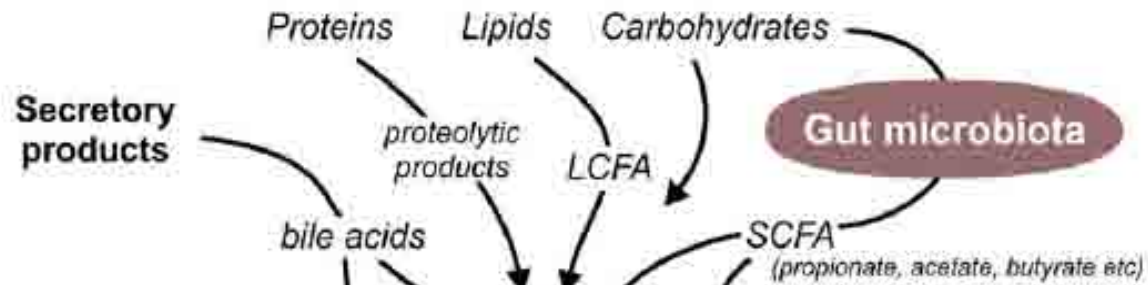 Proteins Lipids Carbohydrates
Secretory
products
proteolytic
products
LCFA
Gut microbiota
bile acids
SCFA
(propionate, acetate, butyrate etc)